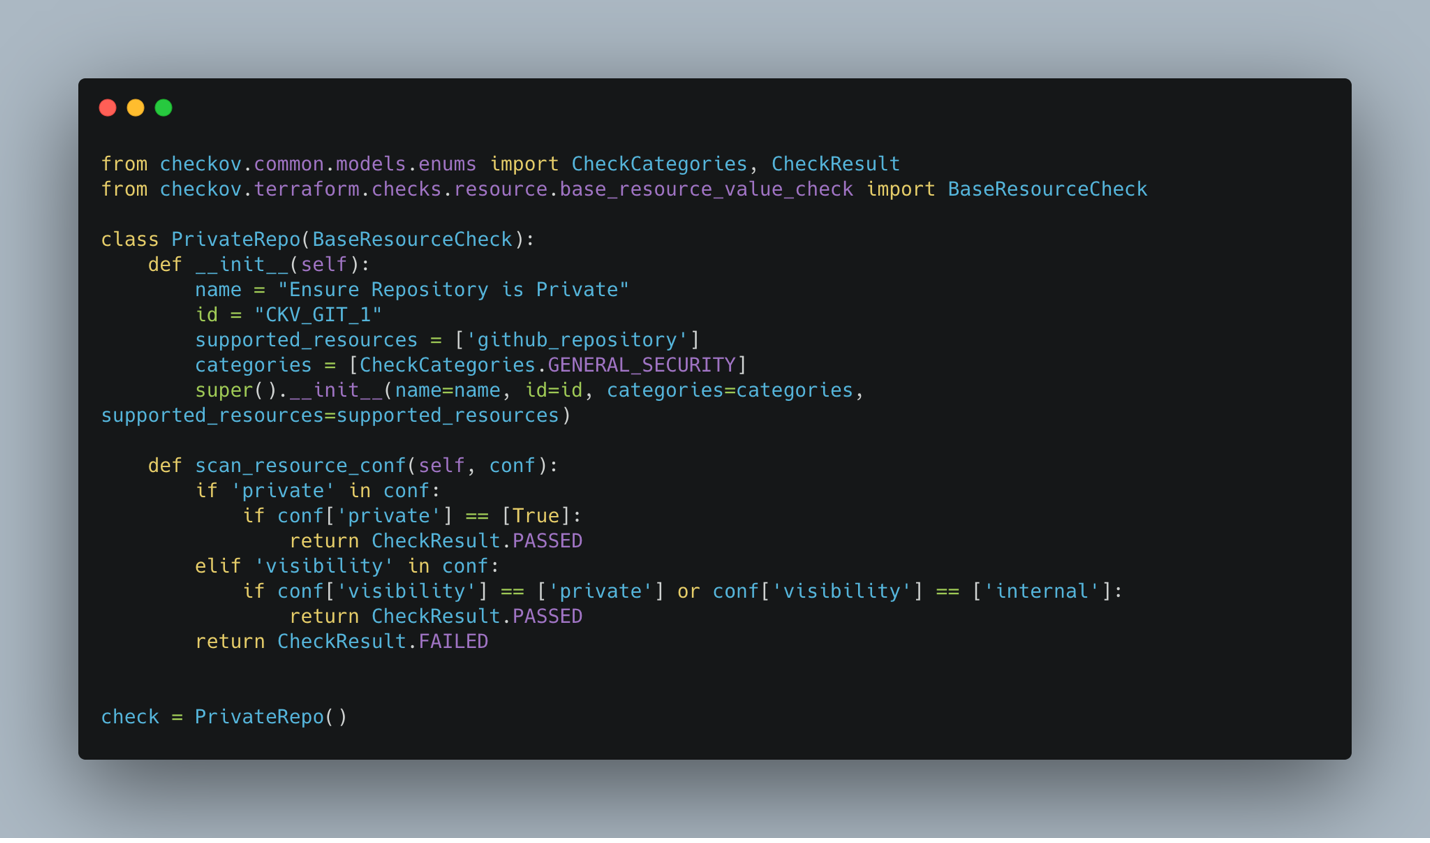 from checkov.common.models.enums import CheckCategories, CheckResult
from checkov.terraform.checks.resource.base_resource_value_check import BaseResourceCheck

class PrivateRepo(BaseResourceCheck):
    def __init__(self):
        name = "Ensure Repository is Private"
        id = "CKV_GIT_1"
        supported_resources = ['github_repository']
        categories = [CheckCategories.GENERAL_SECURITY]
        super().__init__(name=name, id=id, categories=categories,
supported_resources=supported_resources)

    def scan_resource_conf(self, conf):
        if 'private' in conf:
            if conf['private'] == [True]:
                return CheckResult.PASSED
        elif 'visibility' in conf:
            if conf['visibility'] == ['private'] or conf['visibility'] == ['internal']:
                return CheckResult.PASSED
        return CheckResult.FAILED


check = PrivateRepo()